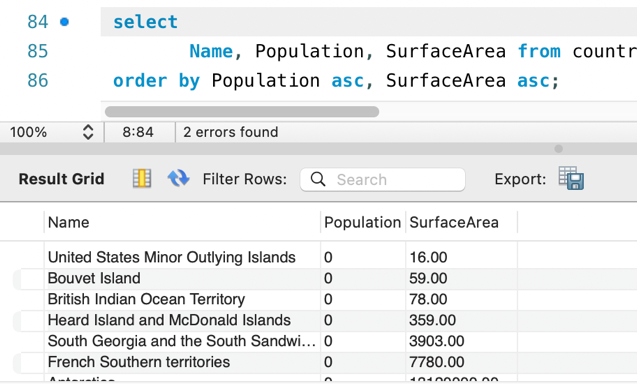 84 select
85 Name, Population, SurfaceArea from countr
86 order by Population asc, SurfaceArea asc;
100% 8:84 2 errors found
Result Grid Filter Rows: Search Export:
Name Population SurfaceArea
United States Minor Outlying Islands 0 16.00
Bouvet Island 0 59.00
British Indian Ocean Territory 0 78.00
Heard Island and McDonald Islands 0 359.00
South Georgia and the South Sandwi... 0 3903.00
French Southern territories 0 7780.00
Antarctica 0